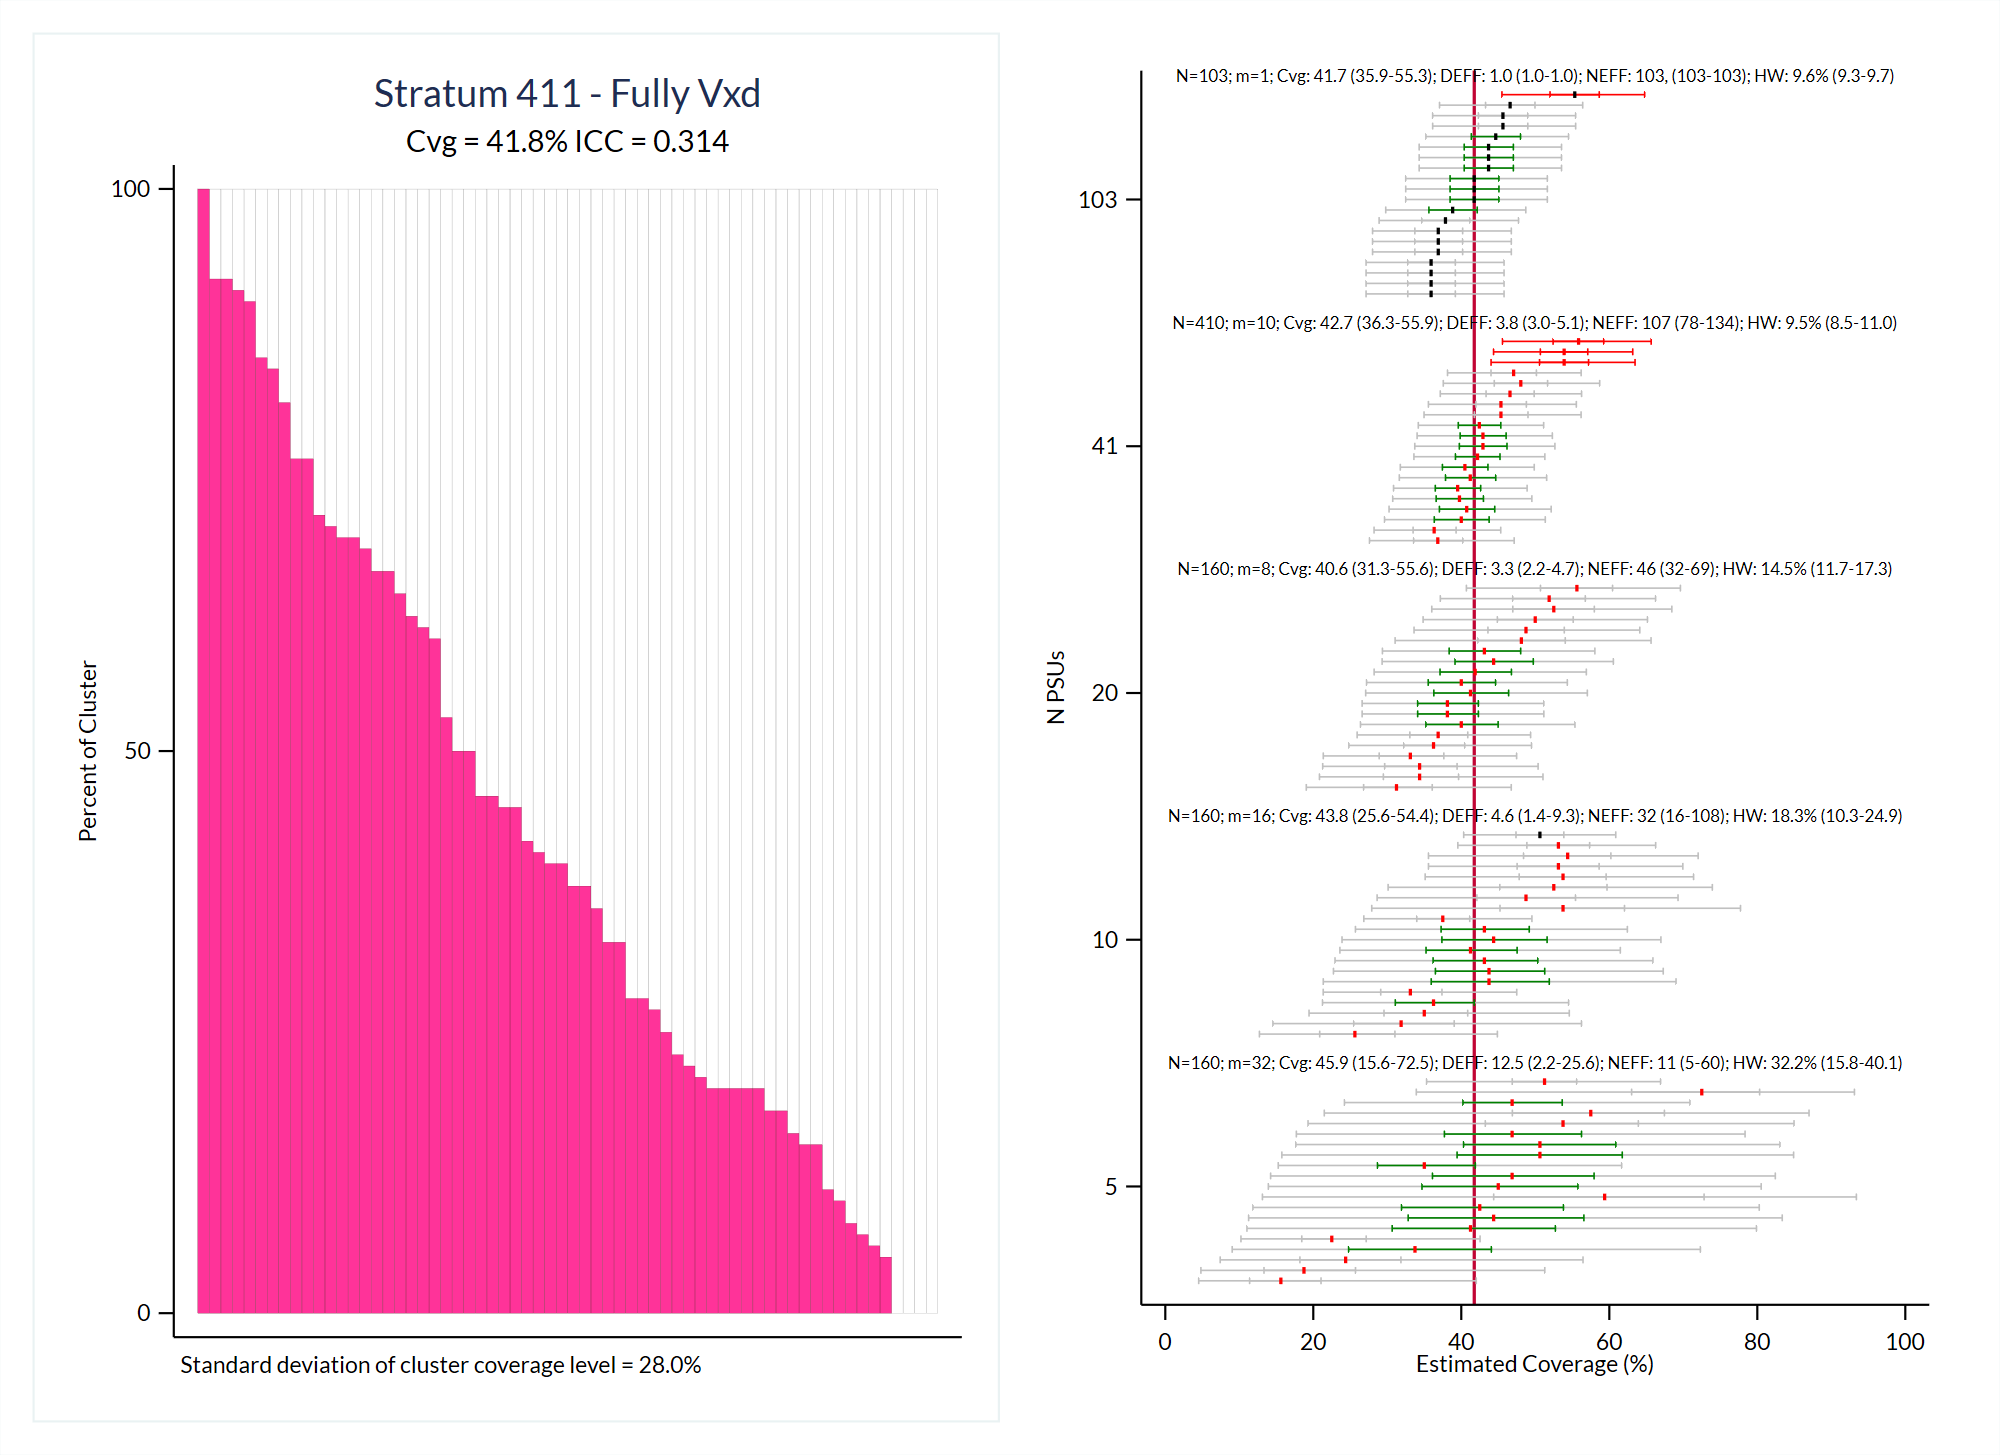 Stratum 411 - Fully Vxd
Cvg = 41.8% ICC = 0.314
100
50
0
Percent of Cluster
Standard deviation of cluster coverage level = 28.0%
N=103; m=1; Cvg: 41.7 (35.9-55.3); DEFF: 1.0 (1.0-1.0); NEFF: 103, (103-103); HW: 9.6% (9.3-9.7)
103
N=410; m=10; Cvg: 42.7 (36.3-55.9); DEFF: 3.8 (3.0-5.1); NEFF: 107 (78-134); HW: 9.5% (8.5-11.0)
41
N=160; m=8; Cvg: 40.6 (31.3-55.6); DEFF: 3.3 (2.2-4.7); NEFF: 46 (32-69); HW: 14.5% (11.7-17.3)
N PSUs
20
N=160; m=16; Cvg: 43.8 (25.6-54.4); DEFF: 4.6 (1.4-9.3); NEFF: 32 (16-108); HW: 18.3% (10.3-24.9)
10
N=160; m=32; Cvg: 45.9 (15.6-72.5); DEFF: 12.5 (2.2-25.6); NEFF: 11 (5-60); HW: 32.2% (15.8-40.1)
5
0 20 40 60 80 100
Estimated Coverage (%)